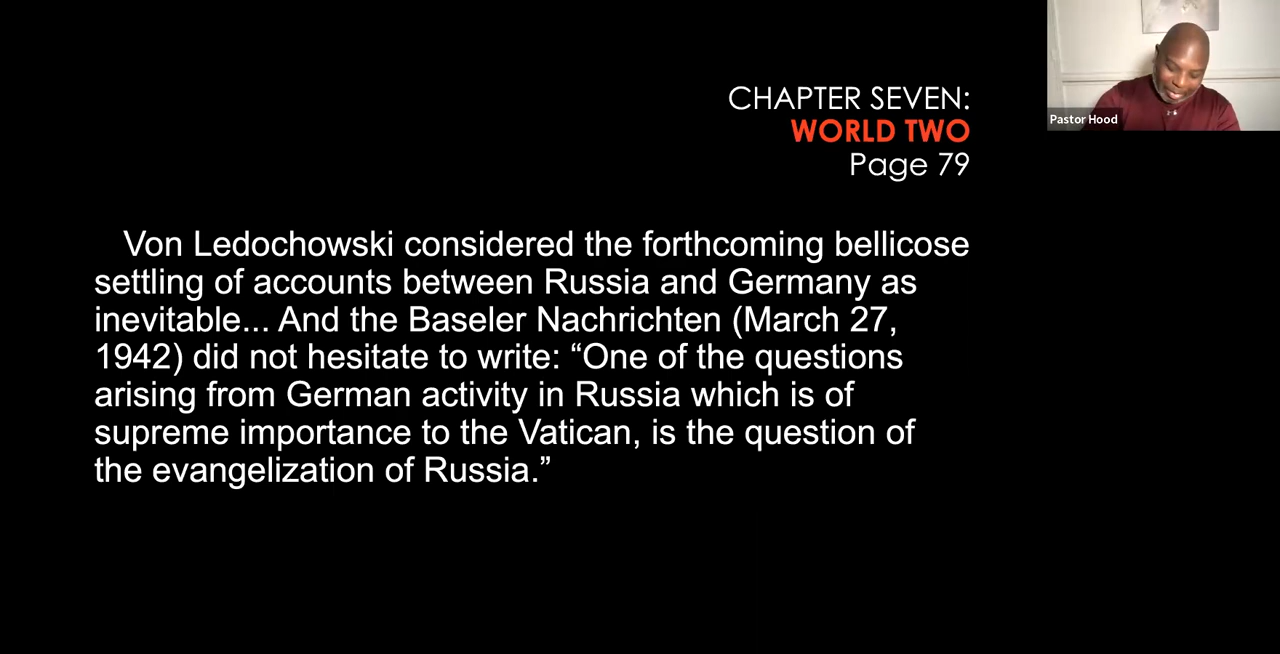 CHAPTER SEVEN:
WORLD TWO
Page 79
Von Ledochowski considered the forthcoming bellicose
settling of accounts between Russia and Germany as
inevitable... And the Baseler Nachrichten (March 27,
1942) did not hesitate to write: “One of the questions
arising from German activity in Russia which is of
supreme importance to the Vatican, is the question of
the evangelization of Russia.”
Pastor Hood